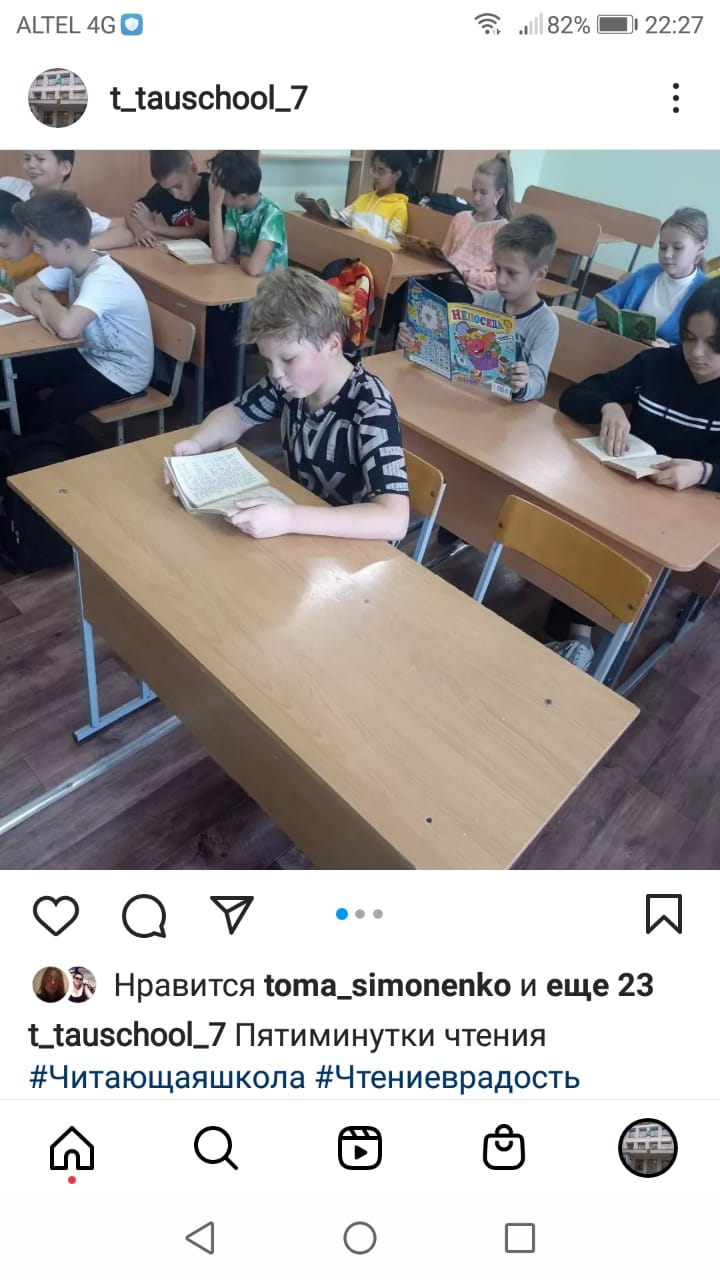 ALTEL 4G 82% 22:27
t_tauschool_7
НЕПОСЕДА
Нравится toma_simonenko и еще 23
t_tauschool_7 Пятиминутки чтения
#Читающаяшкола #Чтениеврадость